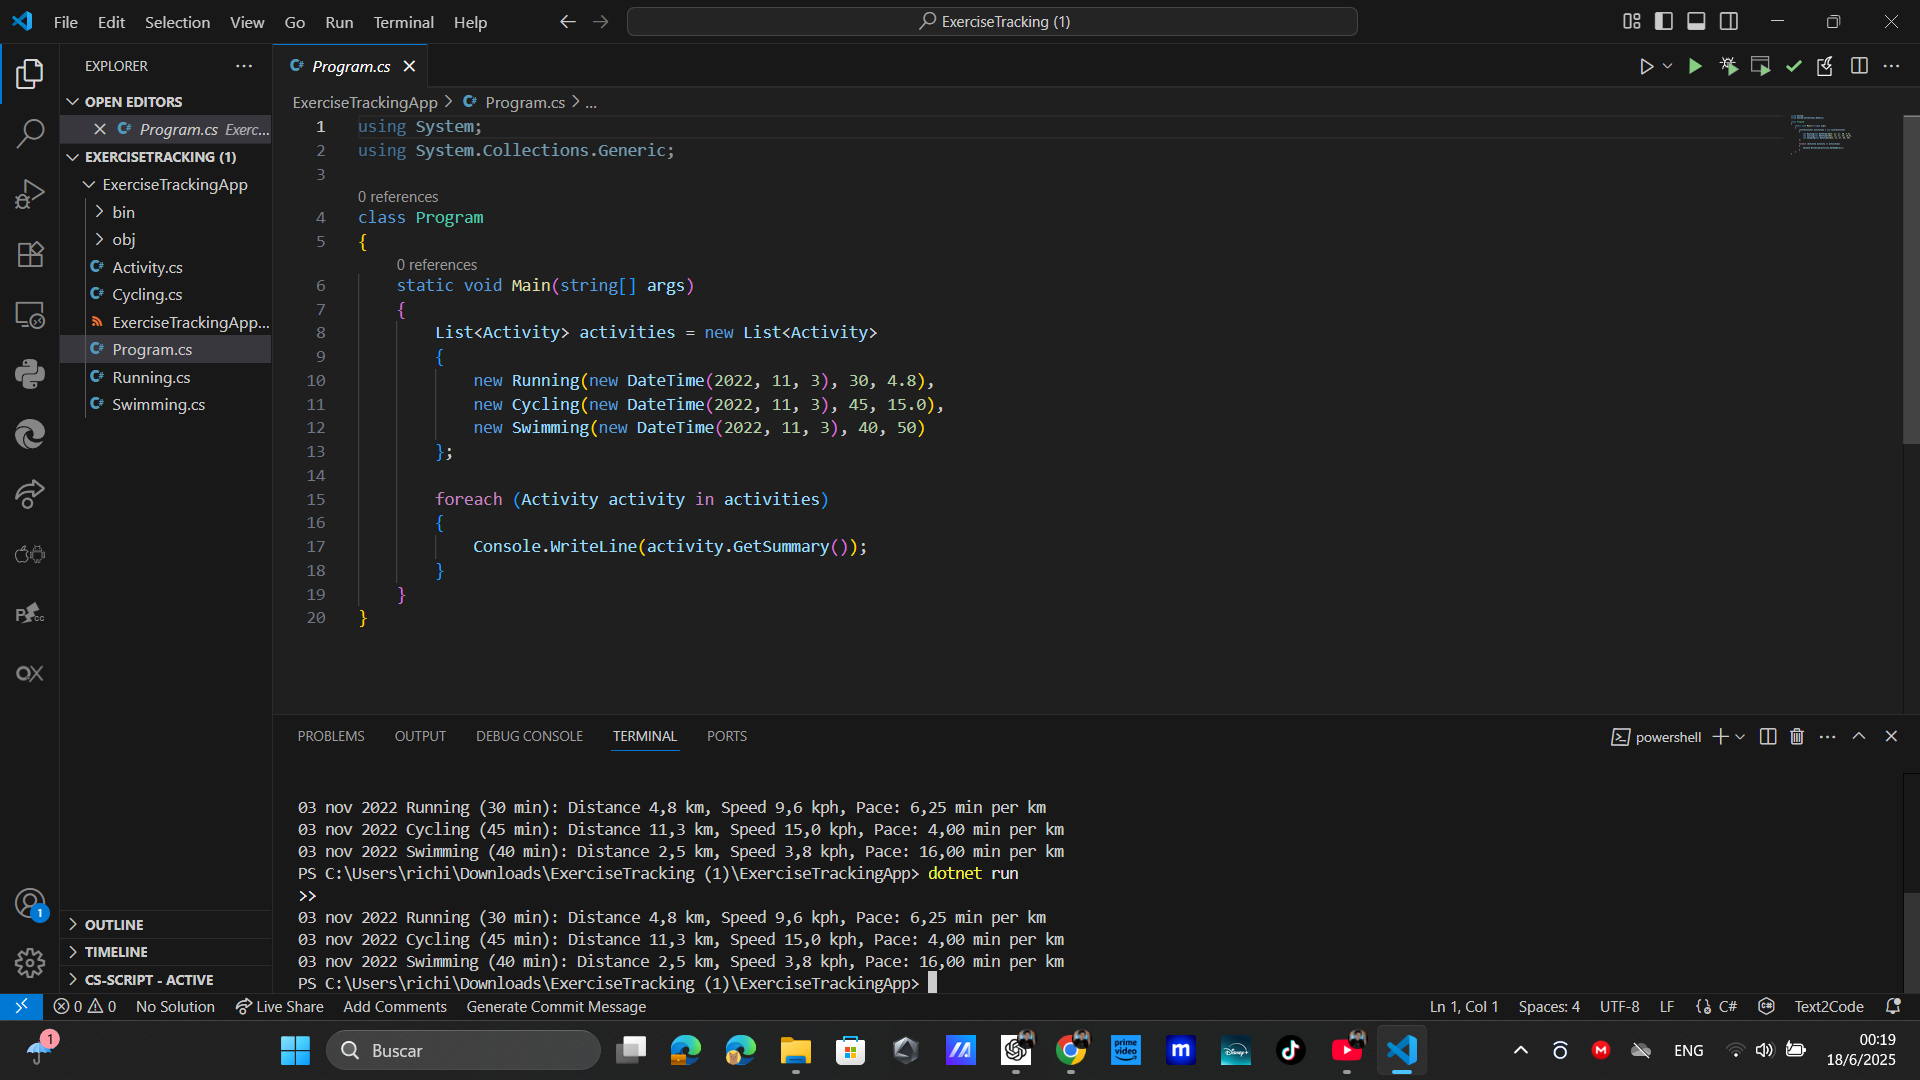 File Edit Selection View Go Run Terminal Help
ExerciseTracking (1)
EXPLORER
Program.cs
OPEN EDITORS
Program.cs Exerc...
EXERCISETRACKING (1)
ExerciseTrackingApp
bin
obj
Activity.cs
Cycling.cs
ExerciseTrackingApp...
Program.cs
Running.cs
Swimming.cs
OUTLINE
TIMELINE
CS-SCRIPT - ACTIVE
ExerciseTrackingApp > Program.cs > ...
1 using System;
2 using System.Collections.Generic;
3
0 references
4 class Program
5 {
0 references
6 static void Main(string[] args)
7 {
8 List<Activity> activities = new List<Activity>
9 {
10 new Running(new DateTime(2022, 11, 3), 30, 4.8),
11 new Cycling(new DateTime(2022, 11, 3), 45, 15.0),
12 new Swimming(new DateTime(2022, 11, 3), 40, 50)
13 };
14
15 foreach (Activity activity in activities)
16 {
17 Console.WriteLine(activity.GetSummary());
18 }
19 }
20 }
PROBLEMS OUTPUT DEBUG CONSOLE TERMINAL PORTS
powershell
03 nov 2022 Running (30 min): Distance 4,8 km, Speed 9,6 kph, Pace: 6,25 min per km
03 nov 2022 Cycling (45 min): Distance 11,3 km, Speed 15,0 kph, Pace: 4,00 min per km
03 nov 2022 Swimming (40 min): Distance 2,5 km, Speed 3,8 kph, Pace: 16,00 min per km
PS C:\Users\richi\Downloads\ExerciseTracking (1)\ExerciseTrackingApp> dotnet run
>>
03 nov 2022 Running (30 min): Distance 4,8 km, Speed 9,6 kph, Pace: 6,25 min per km
03 nov 2022 Cycling (45 min): Distance 11,3 km, Speed 15,0 kph, Pace: 4,00 min per km
03 nov 2022 Swimming (40 min): Distance 2,5 km, Speed 3,8 kph, Pace: 16,00 min per km
PS C:\Users\richi\Downloads\ExerciseTracking (1)\ExerciseTrackingApp>
1
0 0 No Solution Live Share Add Comments Generate Commit Message
Ln 1, Col 1 Spaces: 4 UTF-8 LF C# Text2Code
1
Buscar
prime video
m
Disney+
M
ENG
00:19
18/6/2025